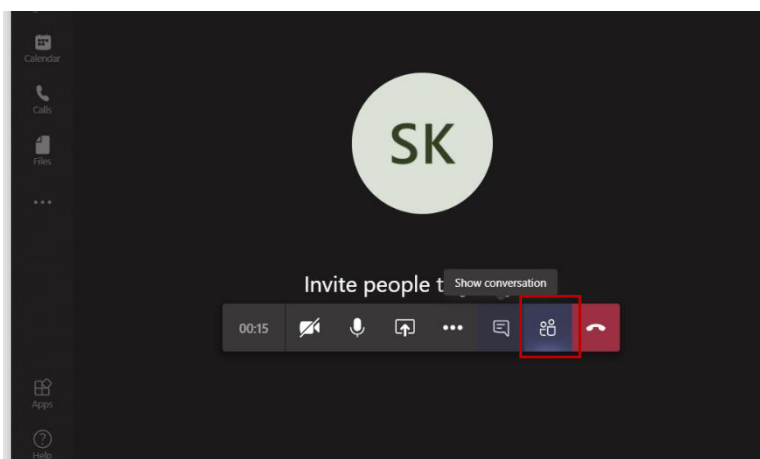 Calendar
Calls
Files
SK
Invite people t
Show conversation
00:15
Apps
Help